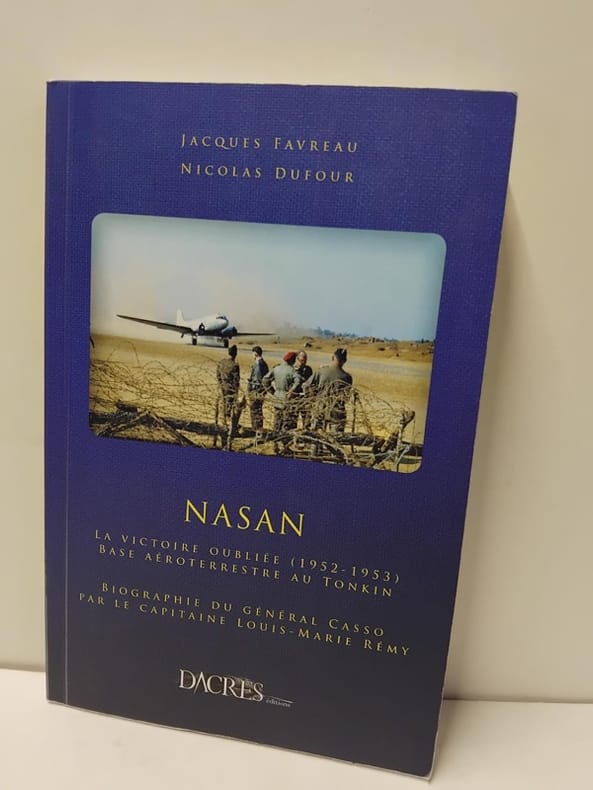 Jacques Favreau
Nicolas Dufour
NASAN
La victoire oubliée (1952-1953)
Base aéroterrestre au Tonkin
Biographie du général Casso
par le capitaine Louis-Marie Rémy
DACRES
éditions